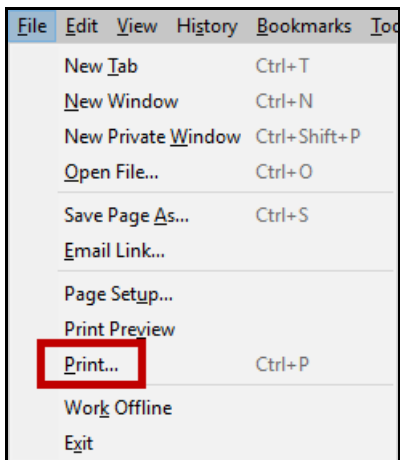 File Edit View History Bookmarks Too
New Tab Ctrl+T
New Window Ctrl+N
New Private Window Ctrl+Shift+P
Open File... Ctrl+O
Save Page As... Ctrl+S
Email Link...
Page Setup...
Print Preview
Print... Ctrl+P
Work Offline
Exit